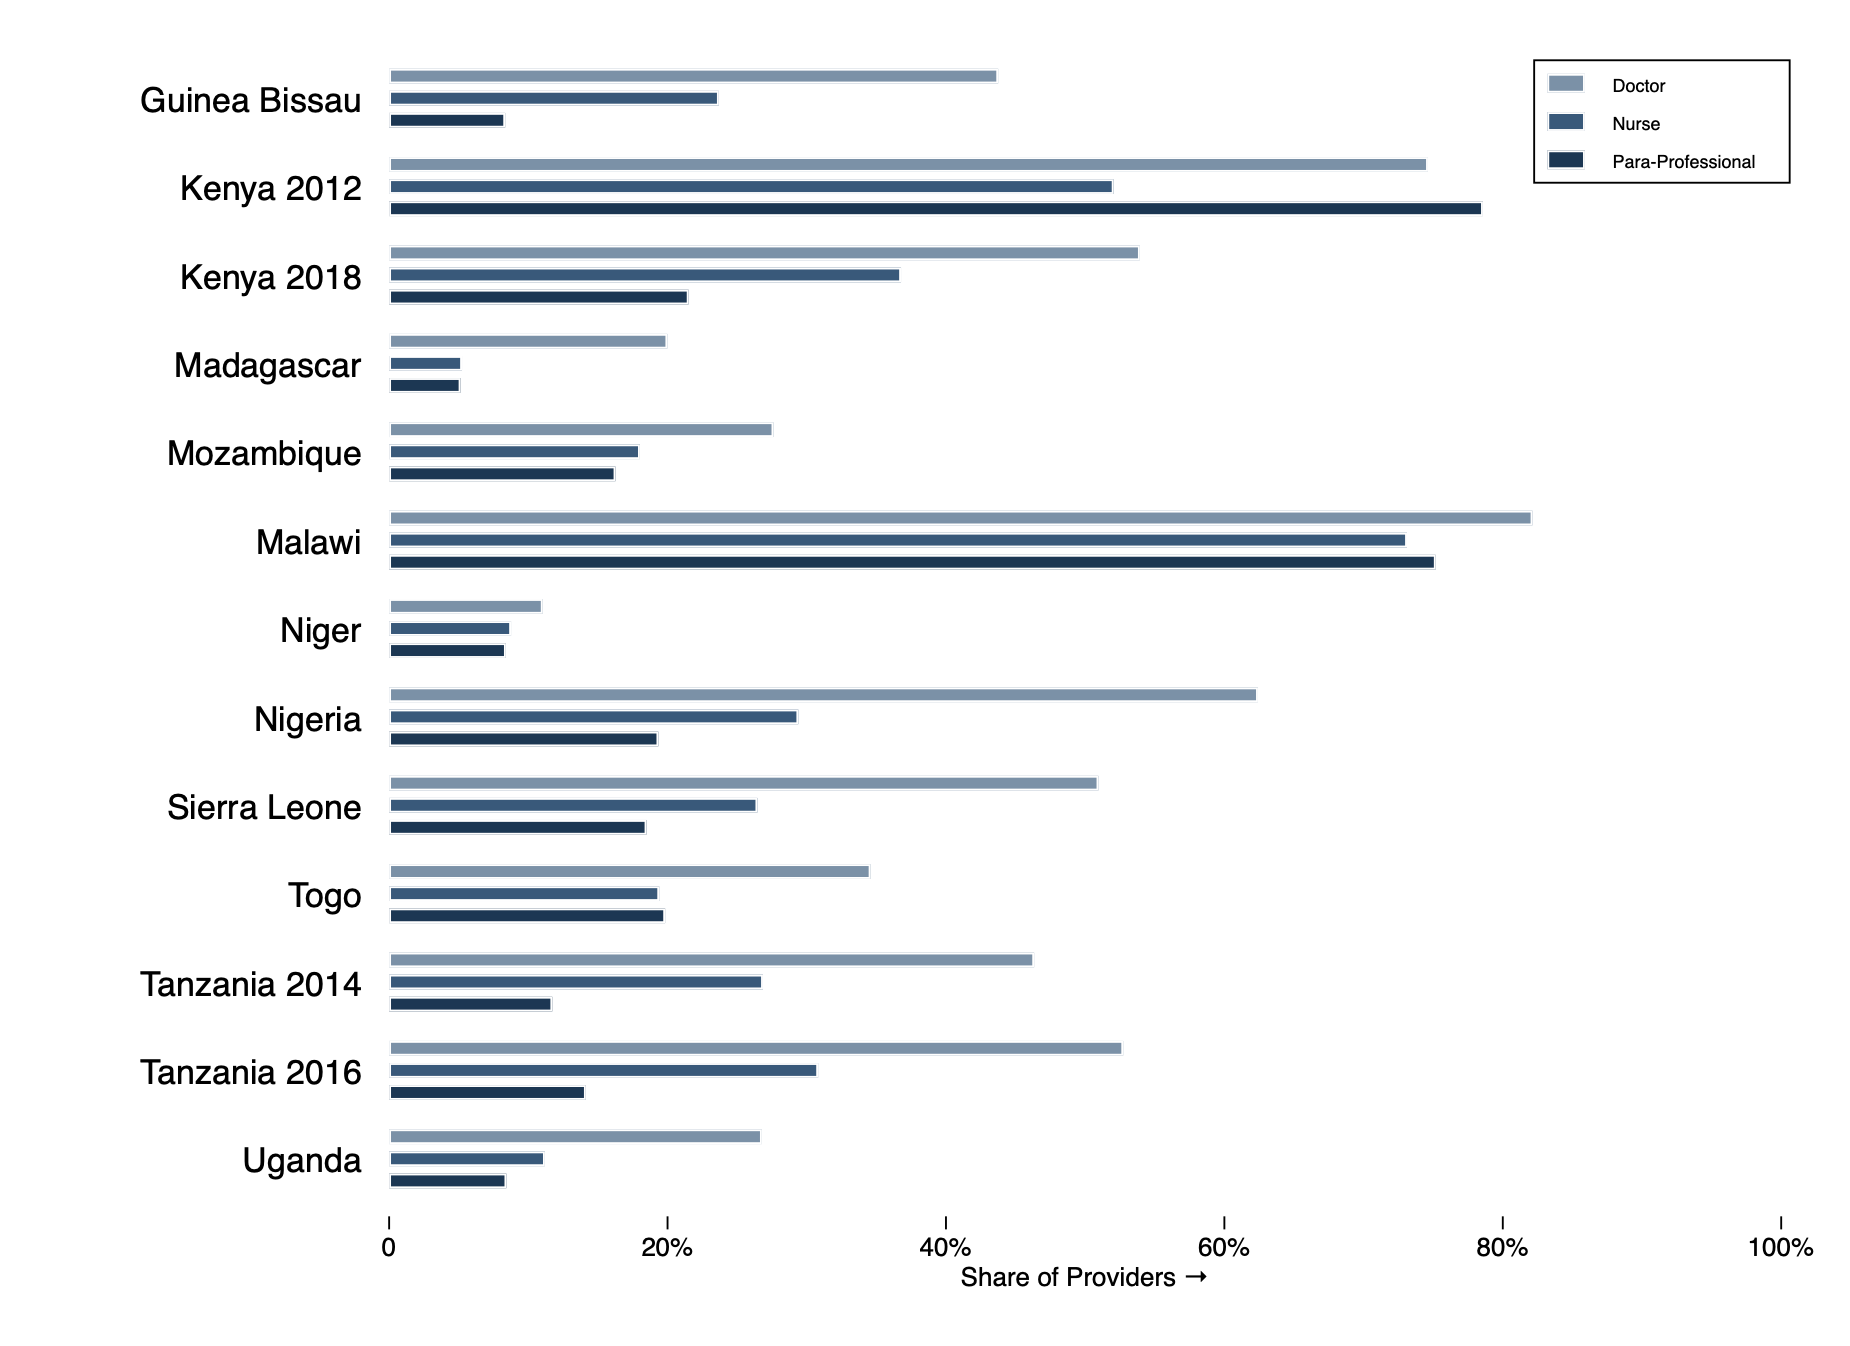 Doctor
Nurse
Para-Professional
Guinea Bissau
Kenya 2012
Kenya 2018
Madagascar
Mozambique
Malawi
Niger
Nigeria
Sierra Leone
Togo
Tanzania 2014
Tanzania 2016
Uganda
0 20% 40% 60% 80% 100%
Share of Providers →